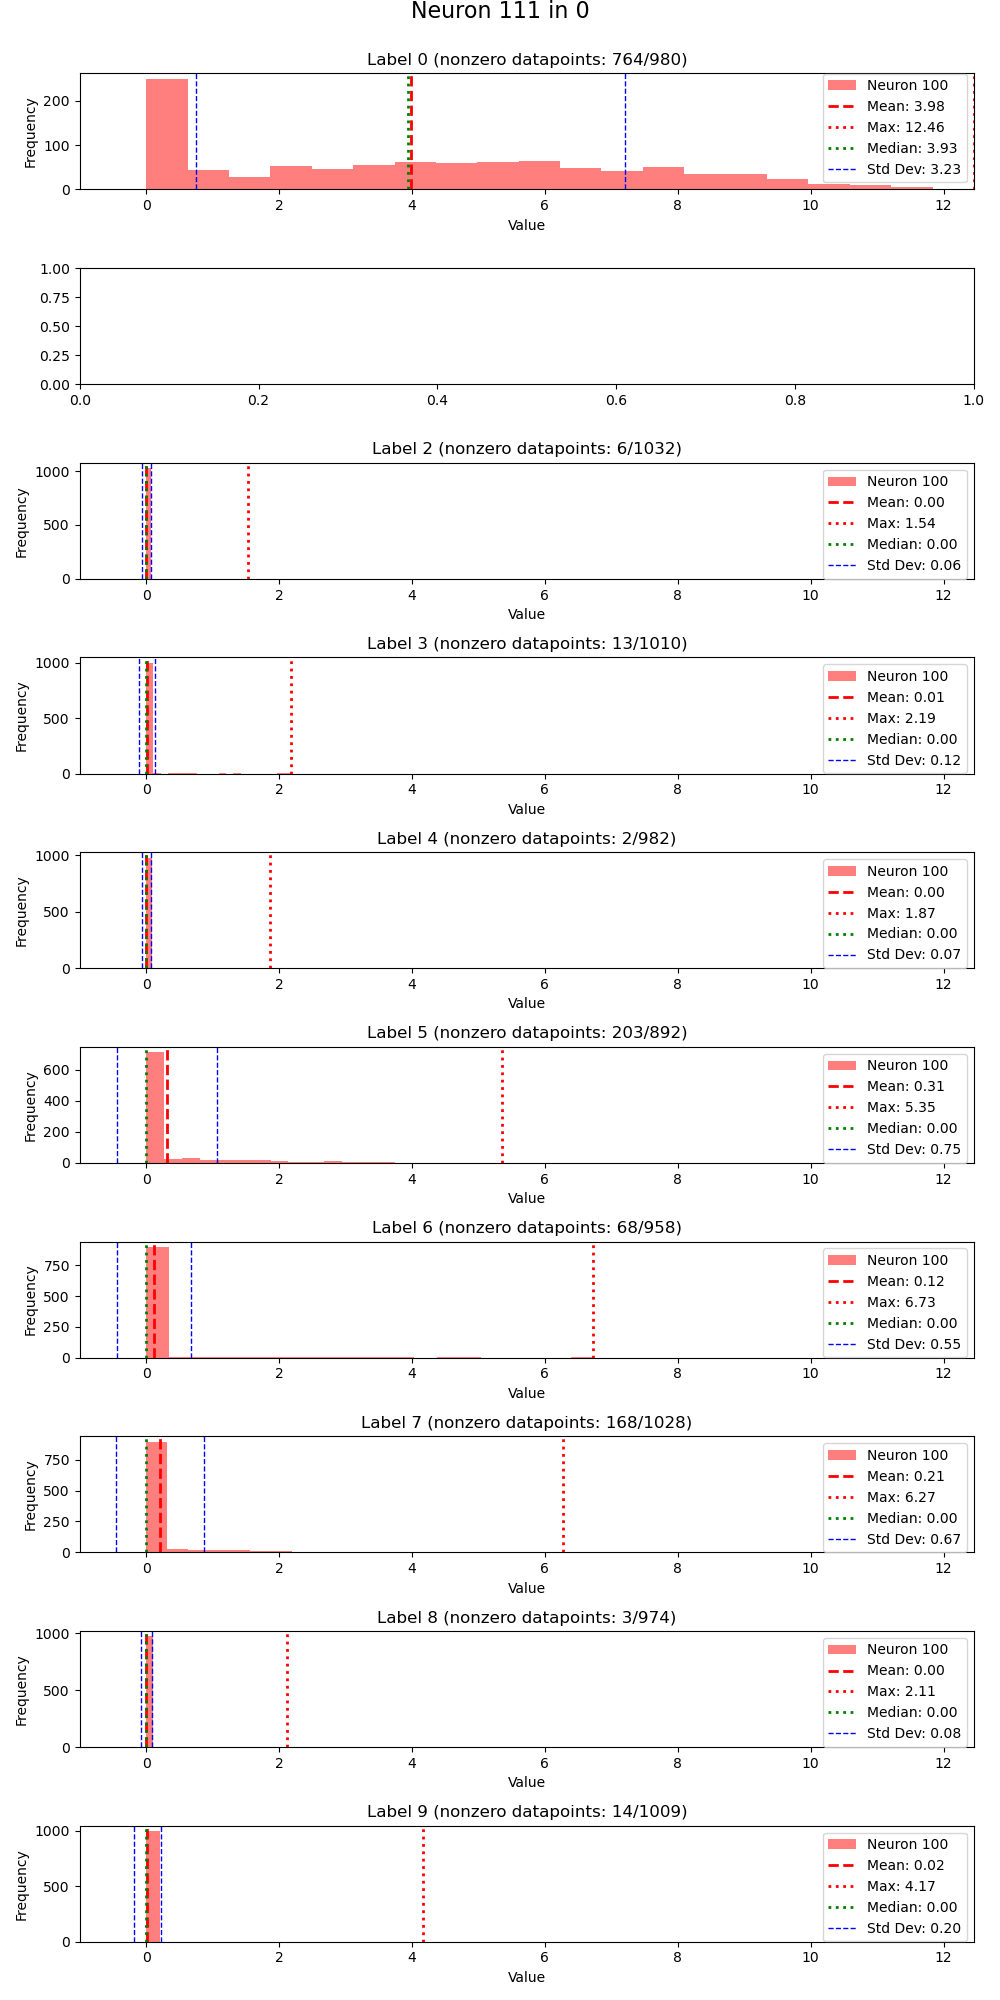 Neuron 111 in 0
Label 0 (nonzero datapoints: 764/980)
Frequency
200
100
0
Neuron 100
Mean: 3.98
Max: 12.46
Median: 3.93
Std Dev: 3.23
0 2 4 6 8 10 12
Value
1.00
0.75
0.50
0.25
0.00
0.0 0.2 0.4 0.6 0.8 1.0
Label 2 (nonzero datapoints: 6/1032)
Frequency
1000
500
0
Neuron 100
Mean: 0.00
Max: 1.54
Median: 0.00
Std Dev: 0.06
0 2 4 6 8 10 12
Value
Label 3 (nonzero datapoints: 13/1010)
Frequency
1000
500
0
Neuron 100
Mean: 0.01
Max: 2.19
Median: 0.00
Std Dev: 0.12
0 2 4 6 8 10 12
Value
Label 4 (nonzero datapoints: 2/982)
Frequency
1000
500
0
Neuron 100
Mean: 0.00
Max: 1.87
Median: 0.00
Std Dev: 0.07
0 2 4 6 8 10 12
Value
Label 5 (nonzero datapoints: 203/892)
Frequency
600
400
200
0
Neuron 100
Mean: 0.31
Max: 5.35
Median: 0.00
Std Dev: 0.75
0 2 4 6 8 10 12
Value
Label 6 (nonzero datapoints: 68/958)
Frequency
750
500
250
0
Neuron 100
Mean: 0.12
Max: 6.73
Median: 0.00
Std Dev: 0.55
0 2 4 6 8 10 12
Value
Label 7 (nonzero datapoints: 168/1028)
Frequency
750
500
250
0
Neuron 100
Mean: 0.21
Max: 6.27
Median: 0.00
Std Dev: 0.67
0 2 4 6 8 10 12
Value
Label 8 (nonzero datapoints: 3/974)
Frequency
1000
500
0
Neuron 100
Mean: 0.00
Max: 2.11
Median: 0.00
Std Dev: 0.08
0 2 4 6 8 10 12
Value
Label 9 (nonzero datapoints: 14/1009)
Frequency
1000
500
0
Neuron 100
Mean: 0.02
Max: 4.17
Median: 0.00
Std Dev: 0.20
0 2 4 6 8 10 12
Value